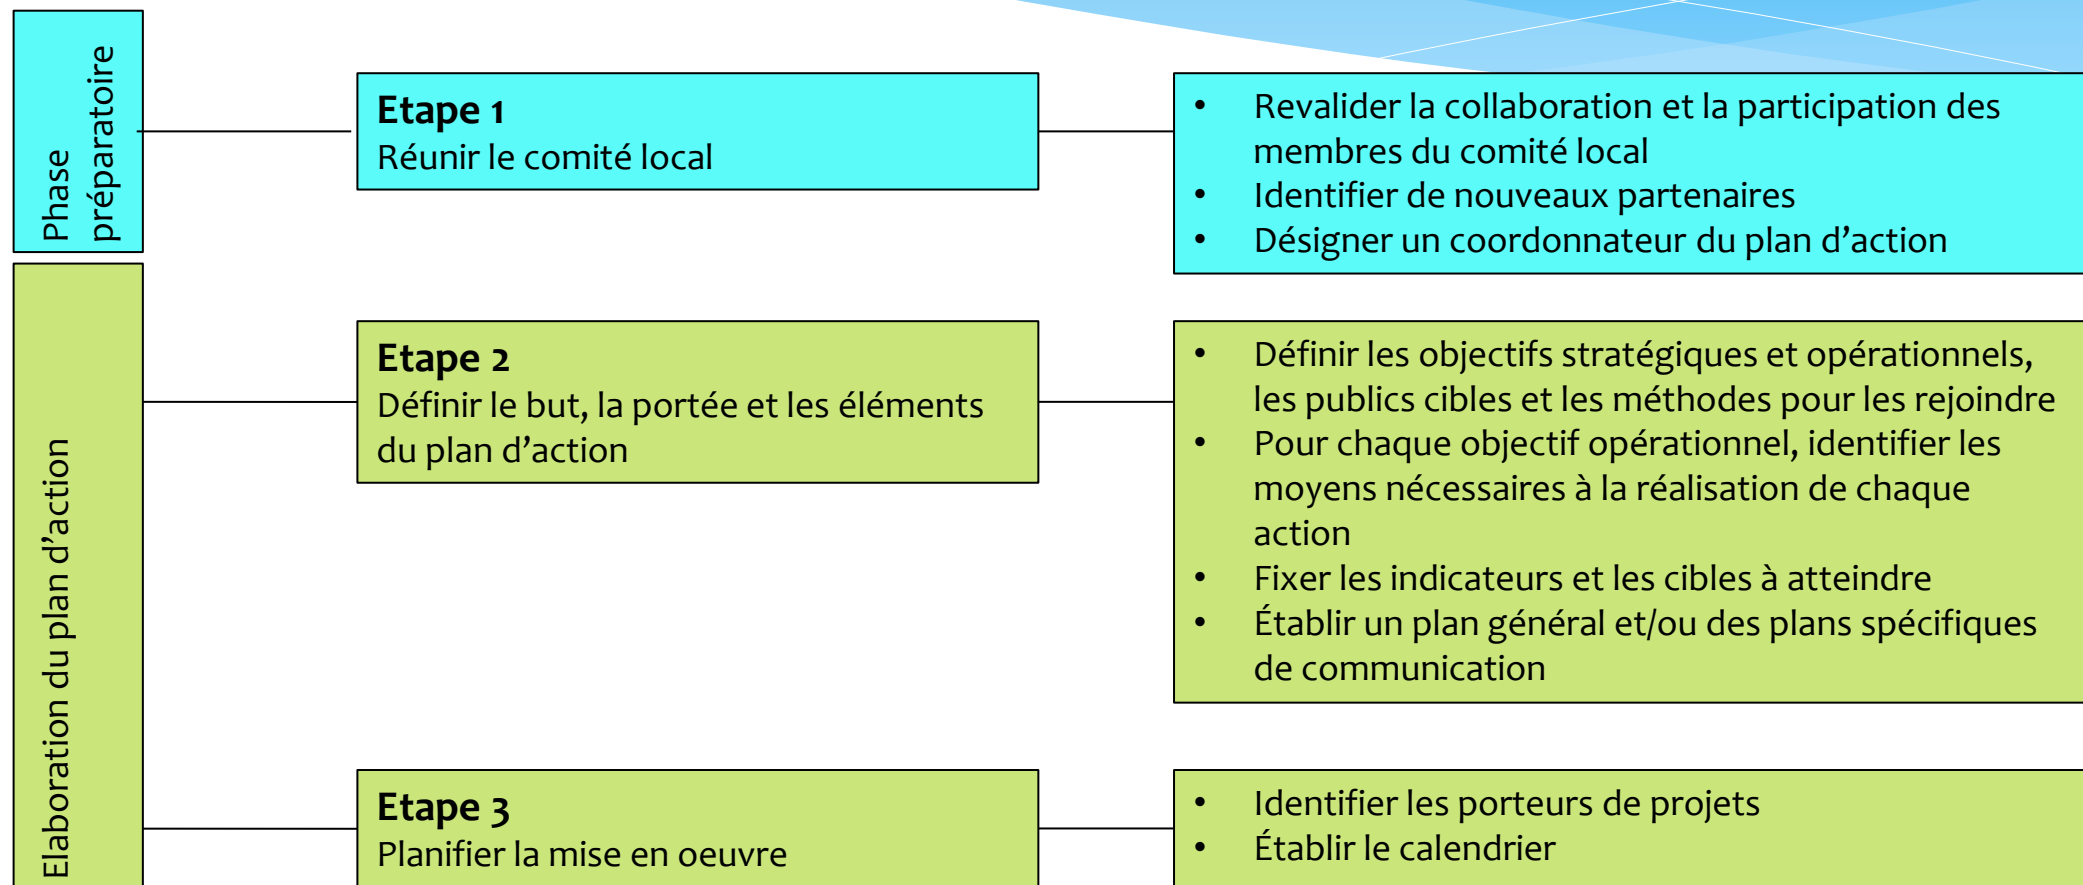 Phase
préparatoire
Etape 1
Réunir le comité local
• Revalider la collaboration et la participation des
membres du comité local
• Identifier de nouveaux partenaires
• Désigner un coordonnateur du plan d’action
Elaboration du plan d’action
Etape 2
Définir le but, la portée et les éléments
du plan d’action
• Définir les objectifs stratégiques et opérationnels,
les publics cibles et les méthodes pour les rejoindre
• Pour chaque objectif opérationnel, identifier les
moyens nécessaires à la réalisation de chaque
action
• Fixer les indicateurs et les cibles à atteindre
• Établir un plan général et/ou des plans spécifiques
de communication
Etape 3
Planifier la mise en oeuvre
• Identifier les porteurs de projets
• Établir le calendrier